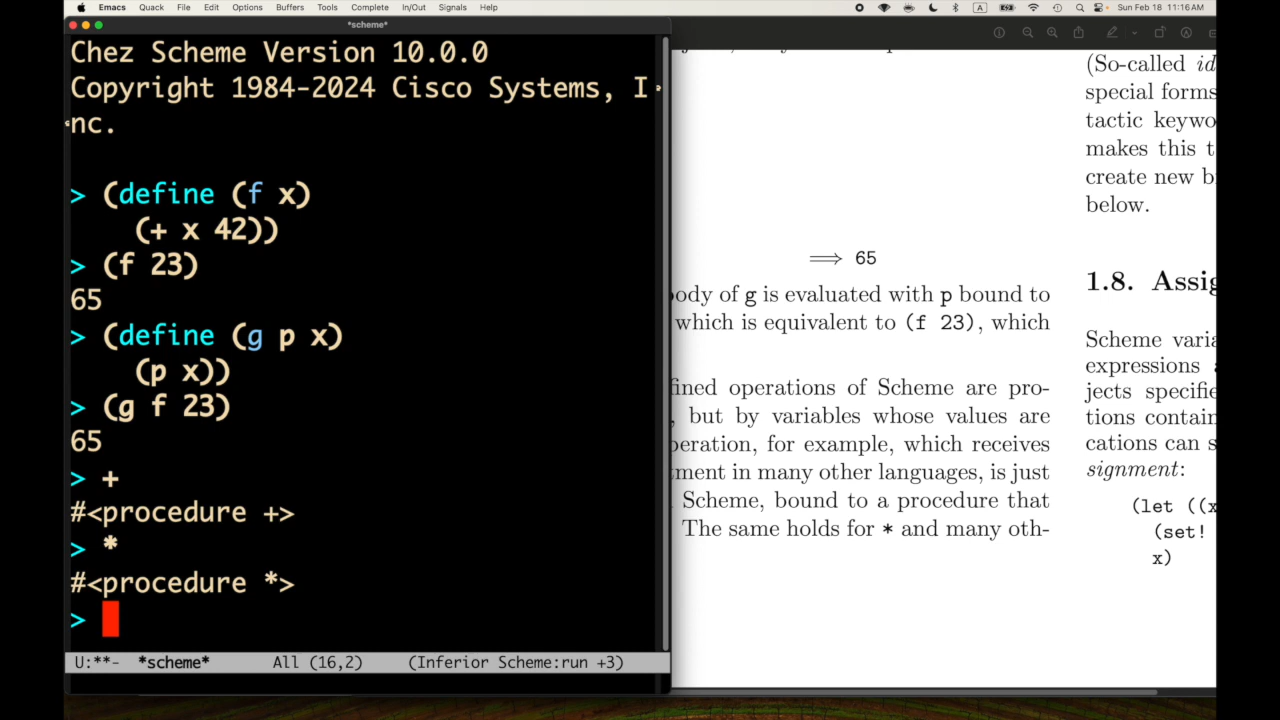 Emacs Quack File Edit Options Buffers Tools Complete In/Out Signals Help
A Sun Feb 18 11:16 AM
*scheme*
Chez Scheme Version 10.0.0
Copyright 1984-2024 Cisco Systems, I
nc.
> (define (f x)
(+ x 42))
> (f 23)
65
> (define (g p x)
(p x))
> (g f 23)
65
> +
#<procedure +>
> *
#<procedure *>
>
U:**- *scheme* All (16,2) (Inferior Scheme:run +3)
⟹ 65
body of g is evaluated with p bound to
which is equivalent to (f 23), which
fined operations of Scheme are pro-
, but by variables whose values are
peration, for example, which receives
tment in many other languages, is just
Scheme, bound to a procedure that
The same holds for * and many oth-
(So-called id
special forms
tactic keywo
makes this t
create new b
below.
1.8. Assig
Scheme varia
expressions a
jects specifie
tions contain
cations can s
signment:
(let ((x
(set!
x)